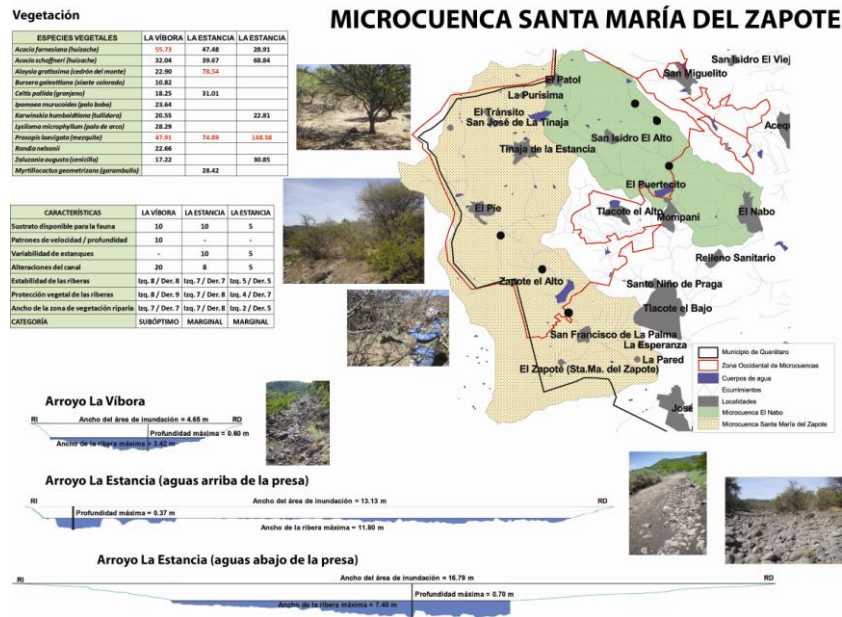 Vegetación
MICROCUENCA SANTA MARÍA DEL ZAPOTE
ESPECIES VEGETALES LA VÍBORA LA ESTANCIA LA ESTANCIA
Acacia farnesiana (huizache) 55.73 47.48 28.91
Acacia schaffneri (huizache) 32.04 39.67 68.84
Aloysia gratissima (cedrón del monte) 22.90 78.54
Bursera galeottiana (xixote colorado) 10.82
Celtis pallida (granjeno) 18.25 31.01
Ipomoea murucoides (palo bobo) 23.64
Karwinskia humboldtiana (tullidora) 20.55 22.81
Lysiloma microphyllum (palo de arco) 28.29
Prosopis laevigata (mezquite) 47.91 74.89 148.58
Randia nelsonii 22.66
Zaluzania augusta (cenicilla) 17.22 30.85
Myrtillocactus geometrizans (garambullo) 28.42
CARACTERÍSTICAS LA VÍBORA LA ESTANCIA LA ESTANCIA
Sustrato disponible para la fauna 10 10 5
Patrones de velocidad / profundidad 10 - -
Variabilidad de estanques - 10 5
Alteraciones del canal 20 8 5
Estabilidad de las riberas Izq. 8 / Der. 8 Izq. 7 / Der. 7 Izq. 5 / Der. 5
Protección vegetal de las riberas Izq. 8 / Der. 9 Izq. 7 / Der. 8 Izq. 4 / Der. 7
Ancho de la zona de vegetación riparia Izq. 7 / Der. 7 Izq. 7 / Der. 8 Izq. 2 / Der. 5
CATEGORÍA SUBÓPTIMO MARGINAL MARGINAL
San Isidro El Viej
El Patol
San Miguelito
La Purísima
El Tránsito
San José de La Tinaja
Aceq
San Isidro El Alto
Tinaja de la Estancia
El Puertecito
El Pie
Tlacote el Alto
Mompaní
El Nabo
Relleno Sanitario
Zapote el Alto
Santo Niño de Praga
Tlacote el Bajo
San Francisco de La Palma
La Esperanza
La Pared
El Zapote (Sta.Ma. del Zapote)
José
Municipio de Querétaro
Zona Occidental de Microcuencas
Cuerpos de agua
Escurrimientos
Localidades
Microcuenca El Nabo
Microcuenca Santa María del Zapote
Arroyo La Víbora
RI Ancho del área de inundación = 4.65 m RD
Profundidad máxima = 0.60 m
Ancho de la ribera máxima = 3.42 m
Arroyo La Estancia (aguas arriba de la presa)
RI Ancho del área de inundación = 13.13 m RD
Profundidad máxima = 0.37 m
Ancho de la ribera máxima = 11.80 m
Arroyo La Estancia (aguas abajo de la presa)
RI Ancho del área de inundación = 16.79 m RD
Profundidad máxima = 0.70 m
Ancho de la ribera máxima = 7.48 m